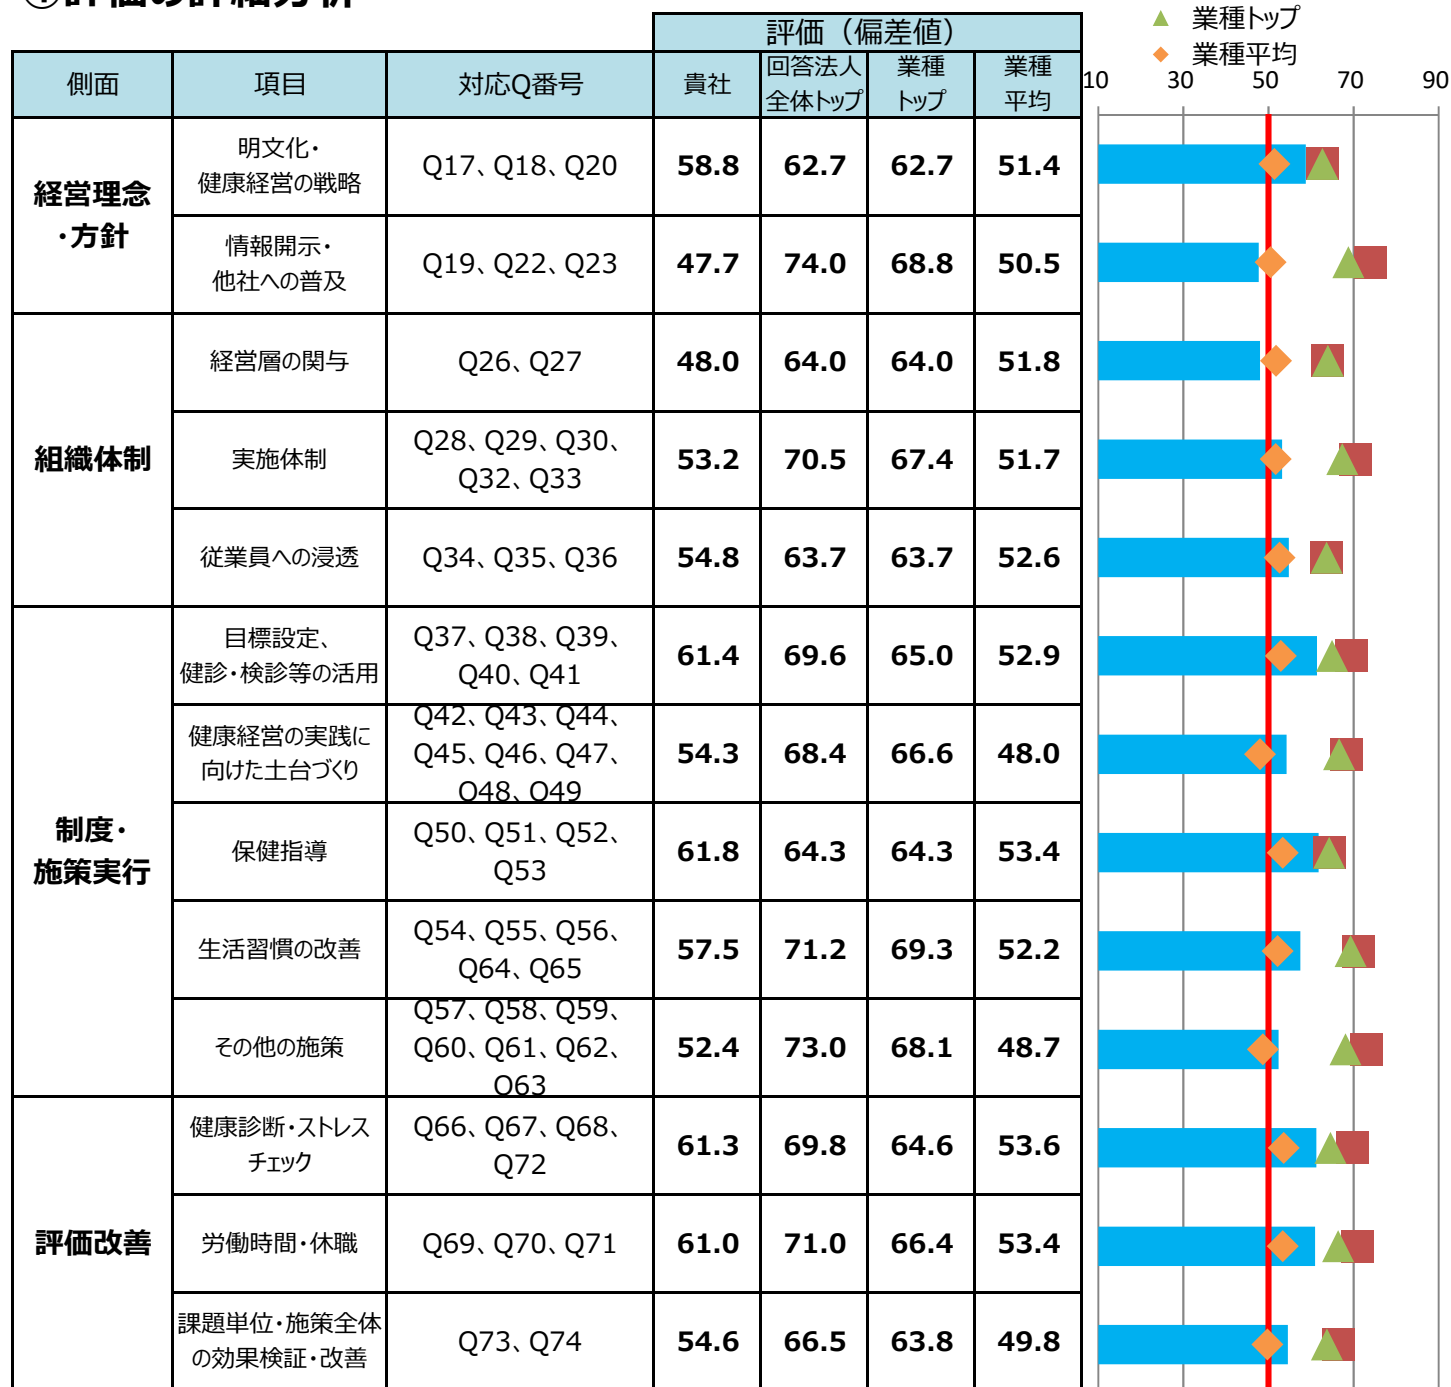 ①評価の詳細分析
▲ 業種トップ
◆ 業種平均
評価（偏差値）
側面 項目 対応Q番号 貴社 回答法人 全体トップ 業種 トップ 業種 平均
10 30 50 70 90
経営理念
・方針
明文化・
健康経営の戦略
Q17、Q18、Q20
58.8 62.7 62.7 51.4
情報開示・
他社への普及
Q19、Q22、Q23
47.7 74.0 68.8 50.5
組織体制
経営層の関与
Q26、Q27
48.0 64.0 64.0 51.8
実施体制
Q28、Q29、Q30、
Q32、Q33
53.2 70.5 67.4 51.7
従業員への浸透
Q34、Q35、Q36
54.8 63.7 63.7 52.6
制度・
施策実行
目標設定、
健診・検診等の活用
Q37、Q38、Q39、
Q40、Q41
61.4 69.6 65.0 52.9
健康経営の実践に
向けた土台づくり
Q42、Q43、Q44、
Q45、Q46、Q47、
Q48、Q49
54.3 68.4 66.6 48.0
保健指導
Q50、Q51、Q52、
Q53
61.8 64.3 64.3 53.4
生活習慣の改善
Q54、Q55、Q56、
Q64、Q65
57.5 71.2 69.3 52.2
その他の施策
Q57、Q58、Q59、
Q60、Q61、Q62、
Q63
52.4 73.0 68.1 48.7
評価改善
健康診断・ストレス
チェック
Q66、Q67、Q68、
Q72
61.3 69.8 64.6 53.6
労働時間・休職
Q69、Q70、Q71
61.0 71.0 66.4 53.4
課題単位・施策全体
の効果検証・改善
Q73、Q74
54.6 66.5 63.8 49.8